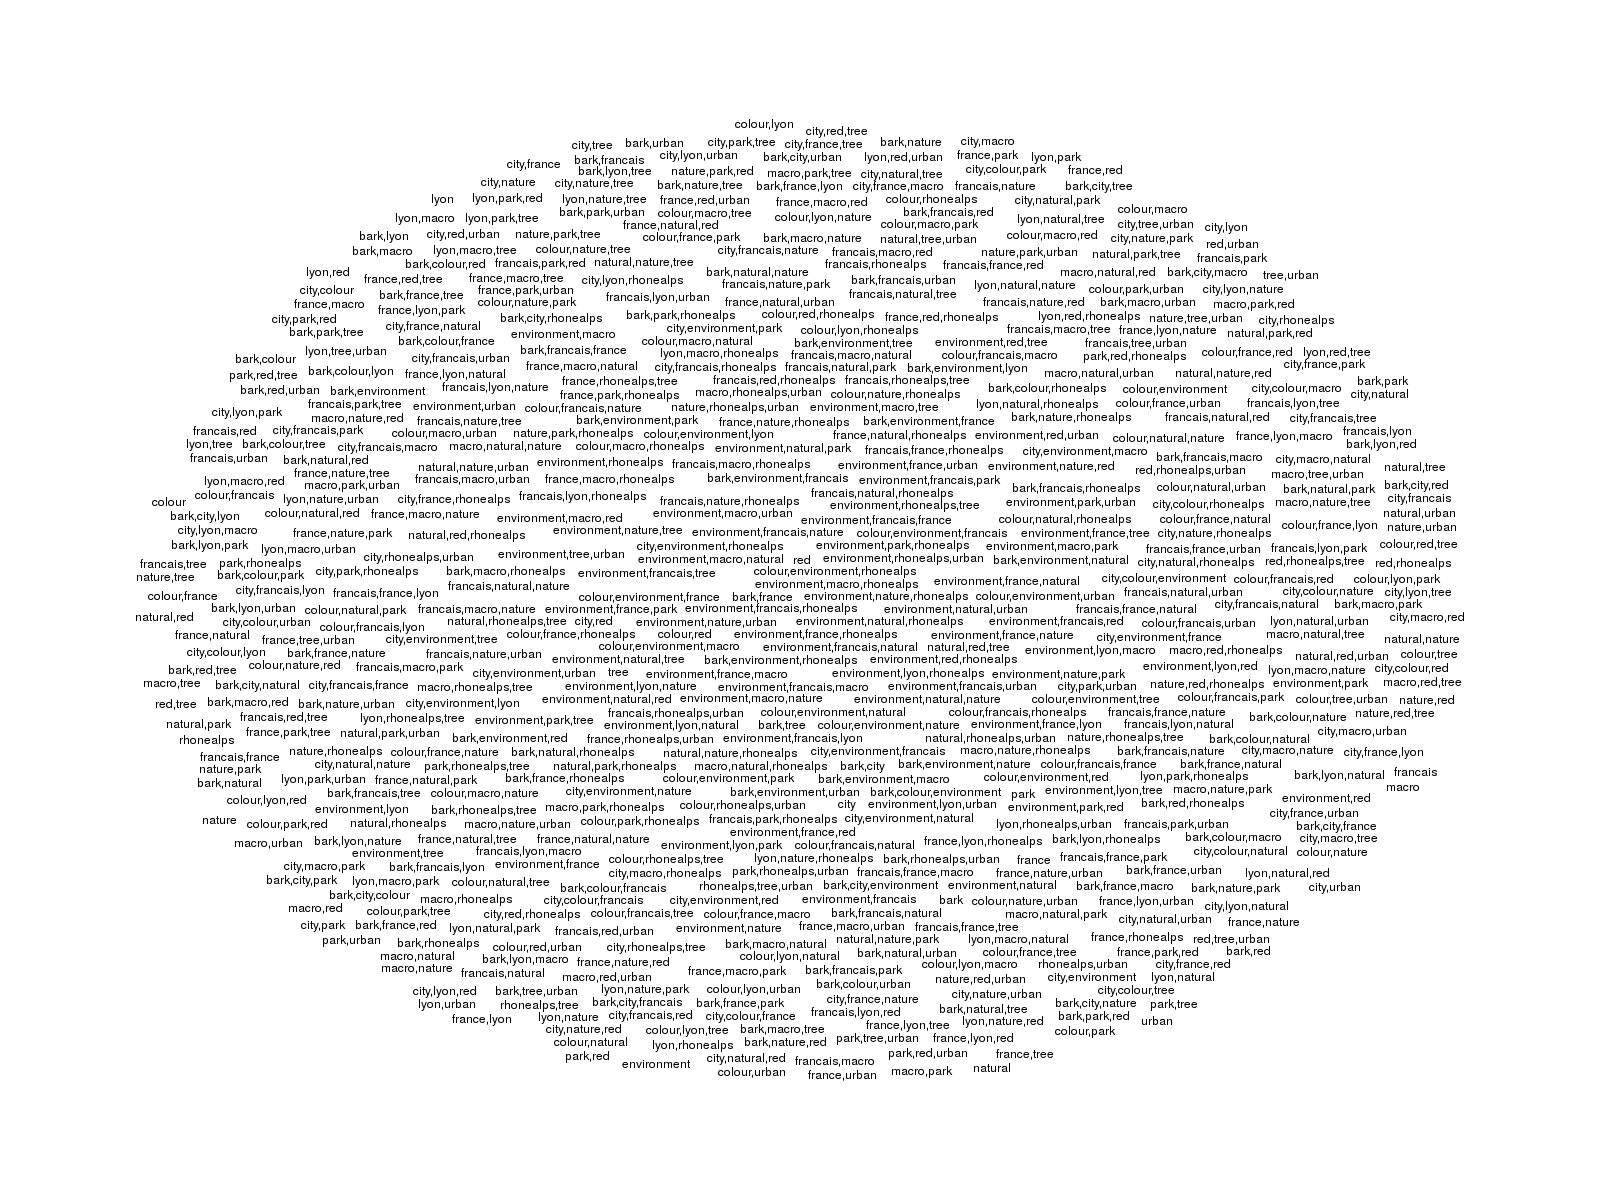 colour,lyon
city,red,tree
city,tree bark,urban city,park,tree city,france,tree bark,nature city,macro
city,france bark,francais city,lyon,urban bark,city,urban lyon,red,urban france,park lyon,park
bark,lyon,tree nature,park,red macro,park,tree city,natural,tree city,colour,park france,red
city,nature city,nature,tree bark,nature,tree bark,france,lyon city,france,macro francais,nature bark,city,tree
lyon lyon,park,red lyon,nature,tree france,red,urban france,macro,red colour,rhonealps city,natural,park
lyon,macro lyon,park,tree bark,park,urban colour,macro,tree colour,lyon,nature bark,francais,red lyon,natural,tree colour,macro
france,natural,red colour,macro,park city,tree,urban city,lyon
bark,lyon city,red,urban nature,park,tree colour,france,park bark,macro,nature natural,tree,urban colour,macro,red city,nature,park red,urban
bark,macro lyon,macro,tree colour,nature,tree city,francais,nature francais,macro,red nature,park,urban natural,park,tree francais,park
bark,colour,red francais,park,red natural,nature,tree francais,rhonealps francais,france,red
lyon,red france,red,tree france,macro,tree city,lyon,rhonealps bark,natural,nature bark,francais,urban macro,natural,red bark,city,macro tree,urban
city,colour bark,france,tree france,park,urban francais,lyon,urban francais,nature,park francais,natural,tree lyon,natural,nature colour,park,urban city,lyon,nature
france,macro france,lyon,park colour,nature,park france,natural,urban francais,nature,red bark,macro,urban macro,park,red
city,park,red city,france,natural bark,city,rhonealps bark,park,rhonealps colour,red,rhonealps france,red,rhonealps lyon,red,rhonealps nature,tree,urban city,rhonealps
bark,park,tree bark,colour,france environment,macro city,environment,park colour,lyon,rhonealps francais,macro,tree france,lyon,nature natural,park,red
lyon,tree,urban bark,francais,france colour,macro,natural bark,environment,tree environment,red,tree francais,tree,urban
bark,colour city,francais,urban lyon,macro,rhonealps francais,macro,natural colour,francais,macro park,red,rhonealps colour,france,red lyon,red,tree
park,red,tree bark,colour,lyon france,lyon,natural france,macro,natural city,francais,rhonealps francais,natural,park bark,environment,lyon macro,natural,urban natural,nature,red city,france,park
bark,red,urban bark,environment francais,lyon,nature france,rhonealps,tree francais,red,rhonealps francais,rhonealps,tree bark,colour,rhonealps colour,environment city,colour,macro bark,park
france,park,rhonealps macro,rhonealps,urban colour,nature,rhonealps city,natural
city,lyon,park francais,park,tree environment,urban colour,francais,nature nature,rhonealps,urban environment,macro,tree lyon,natural,rhonealps colour,france,urban francais,lyon,tree
macro,nature,red francais,nature,tree bark,environment,park france,nature,rhonealps bark,environment,france bark,nature,rhonealps francais,natural,red city,francais,tree
francais,red city,francais,park colour,macro,urban nature,park,rhonealps colour,environment,lyon france,natural,rhonealps environment,red,urban colour,natural,nature france,lyon,macro francais,lyon
lyon,tree bark,colour,tree city,francais,macro macro,natural,nature colour,macro,rhonealps environment,natural,park francais,france,rhonealps city,environment,macro bark,lyon,red
francais,urban bark,natural,red natural,nature,urban environment,rhonealps francais,macro,rhonealps environment,france,urban environment,nature,red red,rhonealps,urban bark,francais,macro city,macro,natural natural,tree
lyon,macro,red france,nature,tree francais,macro,urban france,macro,rhonealps bark,environment,francais environment,francais,park macro,tree,urban
macro,park,urban francais,natural,rhonealps bark,francais,rhonealps colour,natural,urban bark,natural,park bark,city,red
colour colour,francais lyon,nature,urban city,france,rhonealps francais,lyon,rhonealps francais,nature,rhonealps environment,rhonealps,tree environment,park,urban city,colour,rhonealps macro,nature,tree city,francais
bark,city,lyon colour,natural,red france,macro,nature environment,macro,red environment,macro,urban environment,francais,france colour,natural,rhonealps colour,france,natural natural,urban
city,lyon,macro france,nature,park natural,red,rhonealps environment,nature,tree environment,francais,nature colour,environment,francais environment,france,tree city,nature,rhonealps colour,france,lyon nature,urban
bark,lyon,park lyon,macro,urban city,rhonealps,urban environment,tree,urban city,environment,rhonealps environment,park,rhonealps environment,macro,park francais,france,urban francais,lyon,park colour,red,tree
francais,tree park,rhonealps environment,macro,natural red environment,rhonealps,urban bark,environment,natural city,natural,rhonealps red,rhonealps,tree red,rhonealps
nature,tree bark,colour,park city,park,rhonealps bark,macro,rhonealps environment,francais,tree colour,environment,rhonealps city,colour,environment colour,francais,red colour,lyon,park
colour,france city,francais,lyon francais,france,lyon francais,natural,nature environment,macro,rhonealps environment,france,natural francais,natural,urban city,colour,nature city,lyon,tree
colour,environment,france bark,france environment,nature,rhonealps colour,environment,urban
natural,red bark,lyon,urban colour,natural,park francais,macro,nature environment,france,park environment,francais,rhonealps environment,natural,urban francais,france,natural city,francais,natural bark,macro,park city,macro,red
city,colour,urban colour,francais,lyon natural,rhonealps,tree city,red environment,nature,urban environment,natural,rhonealps environment,francais,red colour,francais,urban lyon,natural,urban
france,natural france,tree,urban city,environment,tree colour,france,rhonealps colour,red environment,france,rhonealps environment,france,nature city,environment,france macro,natural,tree natural,nature
city,colour,lyon bark,france,nature francais,nature,urban colour,environment,macro environment,francais,natural natural,red,tree environment,lyon,macro macro,red,rhonealps natural,red,urban colour,tree
bark,red,tree colour,nature,red francais,macro,park environment,natural,tree bark,environment,rhonealps environment,red,rhonealps environment,lyon,red lyon,macro,nature city,colour,red
macro,tree bark,city,natural city,francais,france macro,rhonealps,tree city,environment,urban tree environment,france,macro environment,lyon,rhonealps environment,nature,park nature,red,rhonealps environment,park macro,red,tree
environment,lyon,nature environment,francais,macro environment,francais,urban city,park,urban
red,tree bark,macro,red bark,nature,urban city,environment,lyon environment,natural,red environment,macro,nature environment,natural,nature colour,environment,tree colour,francais,park colour,tree,urban nature,red
natural,park francais,red,tree lyon,rhonealps,tree environment,park,tree francais,rhonealps,urban colour,environment,natural colour,francais,rhonealps francais,france,nature bark,colour,nature nature,red,tree
rhonealps france,park,tree natural,park,urban bark,environment,red environment,lyon,natural bark,tree colour,environment,nature environment,france,lyon francais,lyon,natural city,macro,urban
france,rhonealps,urban environment,francais,lyon natural,rhonealps,urban nature,rhonealps,tree bark,colour,natural
francais,france nature,rhonealps colour,france,nature bark,natural,rhonealps natural,nature,rhonealps city,environment,francais macro,nature,rhonealps bark,francais,nature city,macro,nature city,france,lyon
nature,park city,natural,nature park,rhonealps,tree natural,park,rhonealps macro,natural,rhonealps bark,city bark,environment,nature colour,francais,france bark,france,natural
bark,natural lyon,park,urban france,natural,park bark,france,rhonealps colour,environment,park bark,environment,macro colour,environment,red lyon,park,rhonealps bark,lyon,natural francais
colour,lyon,red bark,francais,tree colour,macro,nature city,environment,nature bark,environment,urban bark,colour,environment park environment,lyon,tree macro,nature,park environment,red macro
environment,lyon bark,rhonealps,tree macro,park,rhonealps colour,rhonealps,urban city environment,lyon,urban environment,park,red bark,red,rhonealps city,france,urban
nature colour,park,red natural,rhonealps macro,nature,urban colour,park,rhonealps francais,park,rhonealps city,environment,natural lyon,rhonealps,urban francais,park,urban bark,city,france
macro,urban bark,lyon,nature france,natural,tree france,natural,nature environment,france,red france,lyon,rhonealps bark,lyon,rhonealps bark,colour,macro city,macro,tree
environment,tree francais,lyon,macro environment,lyon,park colour,francais,natural city,colour,natural colour,nature
city,macro,park bark,francais,lyon environment,france colour,rhonealps,tree lyon,nature,rhonealps bark,rhonealps,urban france francais,france,park
bark,city,park lyon,macro,park colour,natural,tree city,macro,rhonealps park,rhonealps,urban francais,france,macro france,nature,urban bark,france,urban lyon,natural,red
bark,city,colour macro,rhonealps bark,colour,francais rhonealps,tree,urban bark,city,environment environment,natural bark,france,macro bark,nature,park city,urban
macro,red colour,park,tree city,colour,francais city,environment,red environment,francais bark colour,nature,urban france,lyon,urban city,lyon,natural
city,park bark,france,red city,red,rhonealps colour,francais,tree colour,france,macro bark,francais,natural macro,natural,park city,natural,urban france,nature
park,urban lyon,natural,park francais,red,urban environment,nature france,macro,urban francais,france,tree
bark,rhonealps colour,red,urban city,rhonealps,tree bark,macro,natural natural,nature,park lyon,macro,natural france,rhonealps red,tree,urban
macro,natural bark,lyon,macro france,nature,red colour,lyon,natural bark,natural,urban colour,france,tree france,park,red bark,red
macro,nature francais,natural macro,red,urban france,macro,park bark,francais,park colour,lyon,macro rhonealps,urban city,france,red
city,lyon,red bark,tree,urban lyon,nature,park colour,lyon,urban bark,colour,urban nature,red,urban city,environment lyon,natural
lyon,urban rhonealps,tree bark,city,francais bark,france,park city,france,nature city,nature,urban city,colour,tree
france,lyon lyon,nature city,francais,red city,colour,france francais,lyon,red bark,natural,tree bark,city,nature park,tree
city,nature,red colour,lyon,tree bark,macro,tree france,lyon,tree lyon,nature,red bark,park,red urban
colour,natural lyon,rhonealps bark,nature,red park,tree,urban france,lyon,red colour,park
park,red environment city,natural,red francais,macro park,red,urban france,tree
colour,urban france,urban macro,park natural